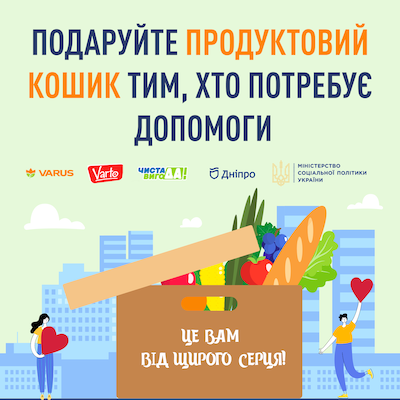 ПОДАРУЙТЕ ПРОДУКТОВИЙ
КОШИК ТИМ, ХТО ПОТРЕБУЄ
ДОПОМОГИ
VARUS
Varto
ЧИСТА
ВИГОДА!
Дніпро
МІНІСТЕРСТВО
СОЦІАЛЬНОЇ ПОЛІТИКИ
УКРАЇНИ
ЦЕ ВАМ
ВІД ЩИРОГО СЕРЦЯ!